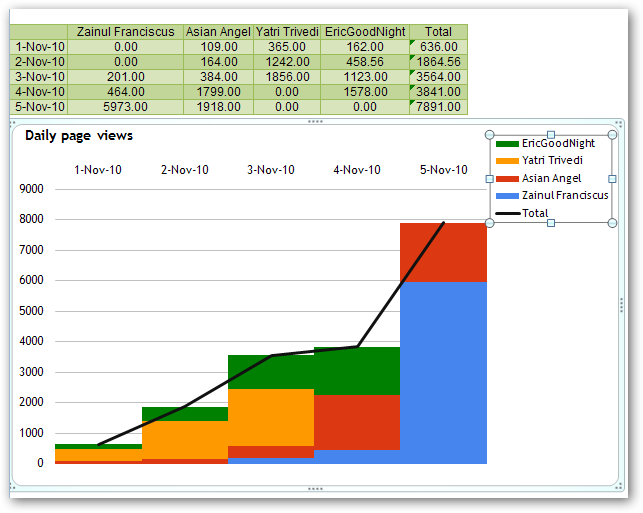 Zainul Franciscus Asian Angel Yatri Trivedi EricGoodNight Total
1-Nov-10 0.00 109.00 365.00 162.00 636.00
2-Nov-10 0.00 164.00 1242.00 458.56 1864.56
3-Nov-10 201.00 384.00 1856.00 1123.00 3564.00
4-Nov-10 464.00 1799.00 0.00 1578.00 3841.00
5-Nov-10 5973.00 1918.00 0.00 0.00 7891.00
Daily page views
1-Nov-10 2-Nov-10 3-Nov-10 4-Nov-10 5-Nov-10
EricGoodNight
Yatri Trivedi
Asian Angel
Zainul Franciscus
Total
9000
8000
7000
6000
5000
4000
3000
2000
1000
0